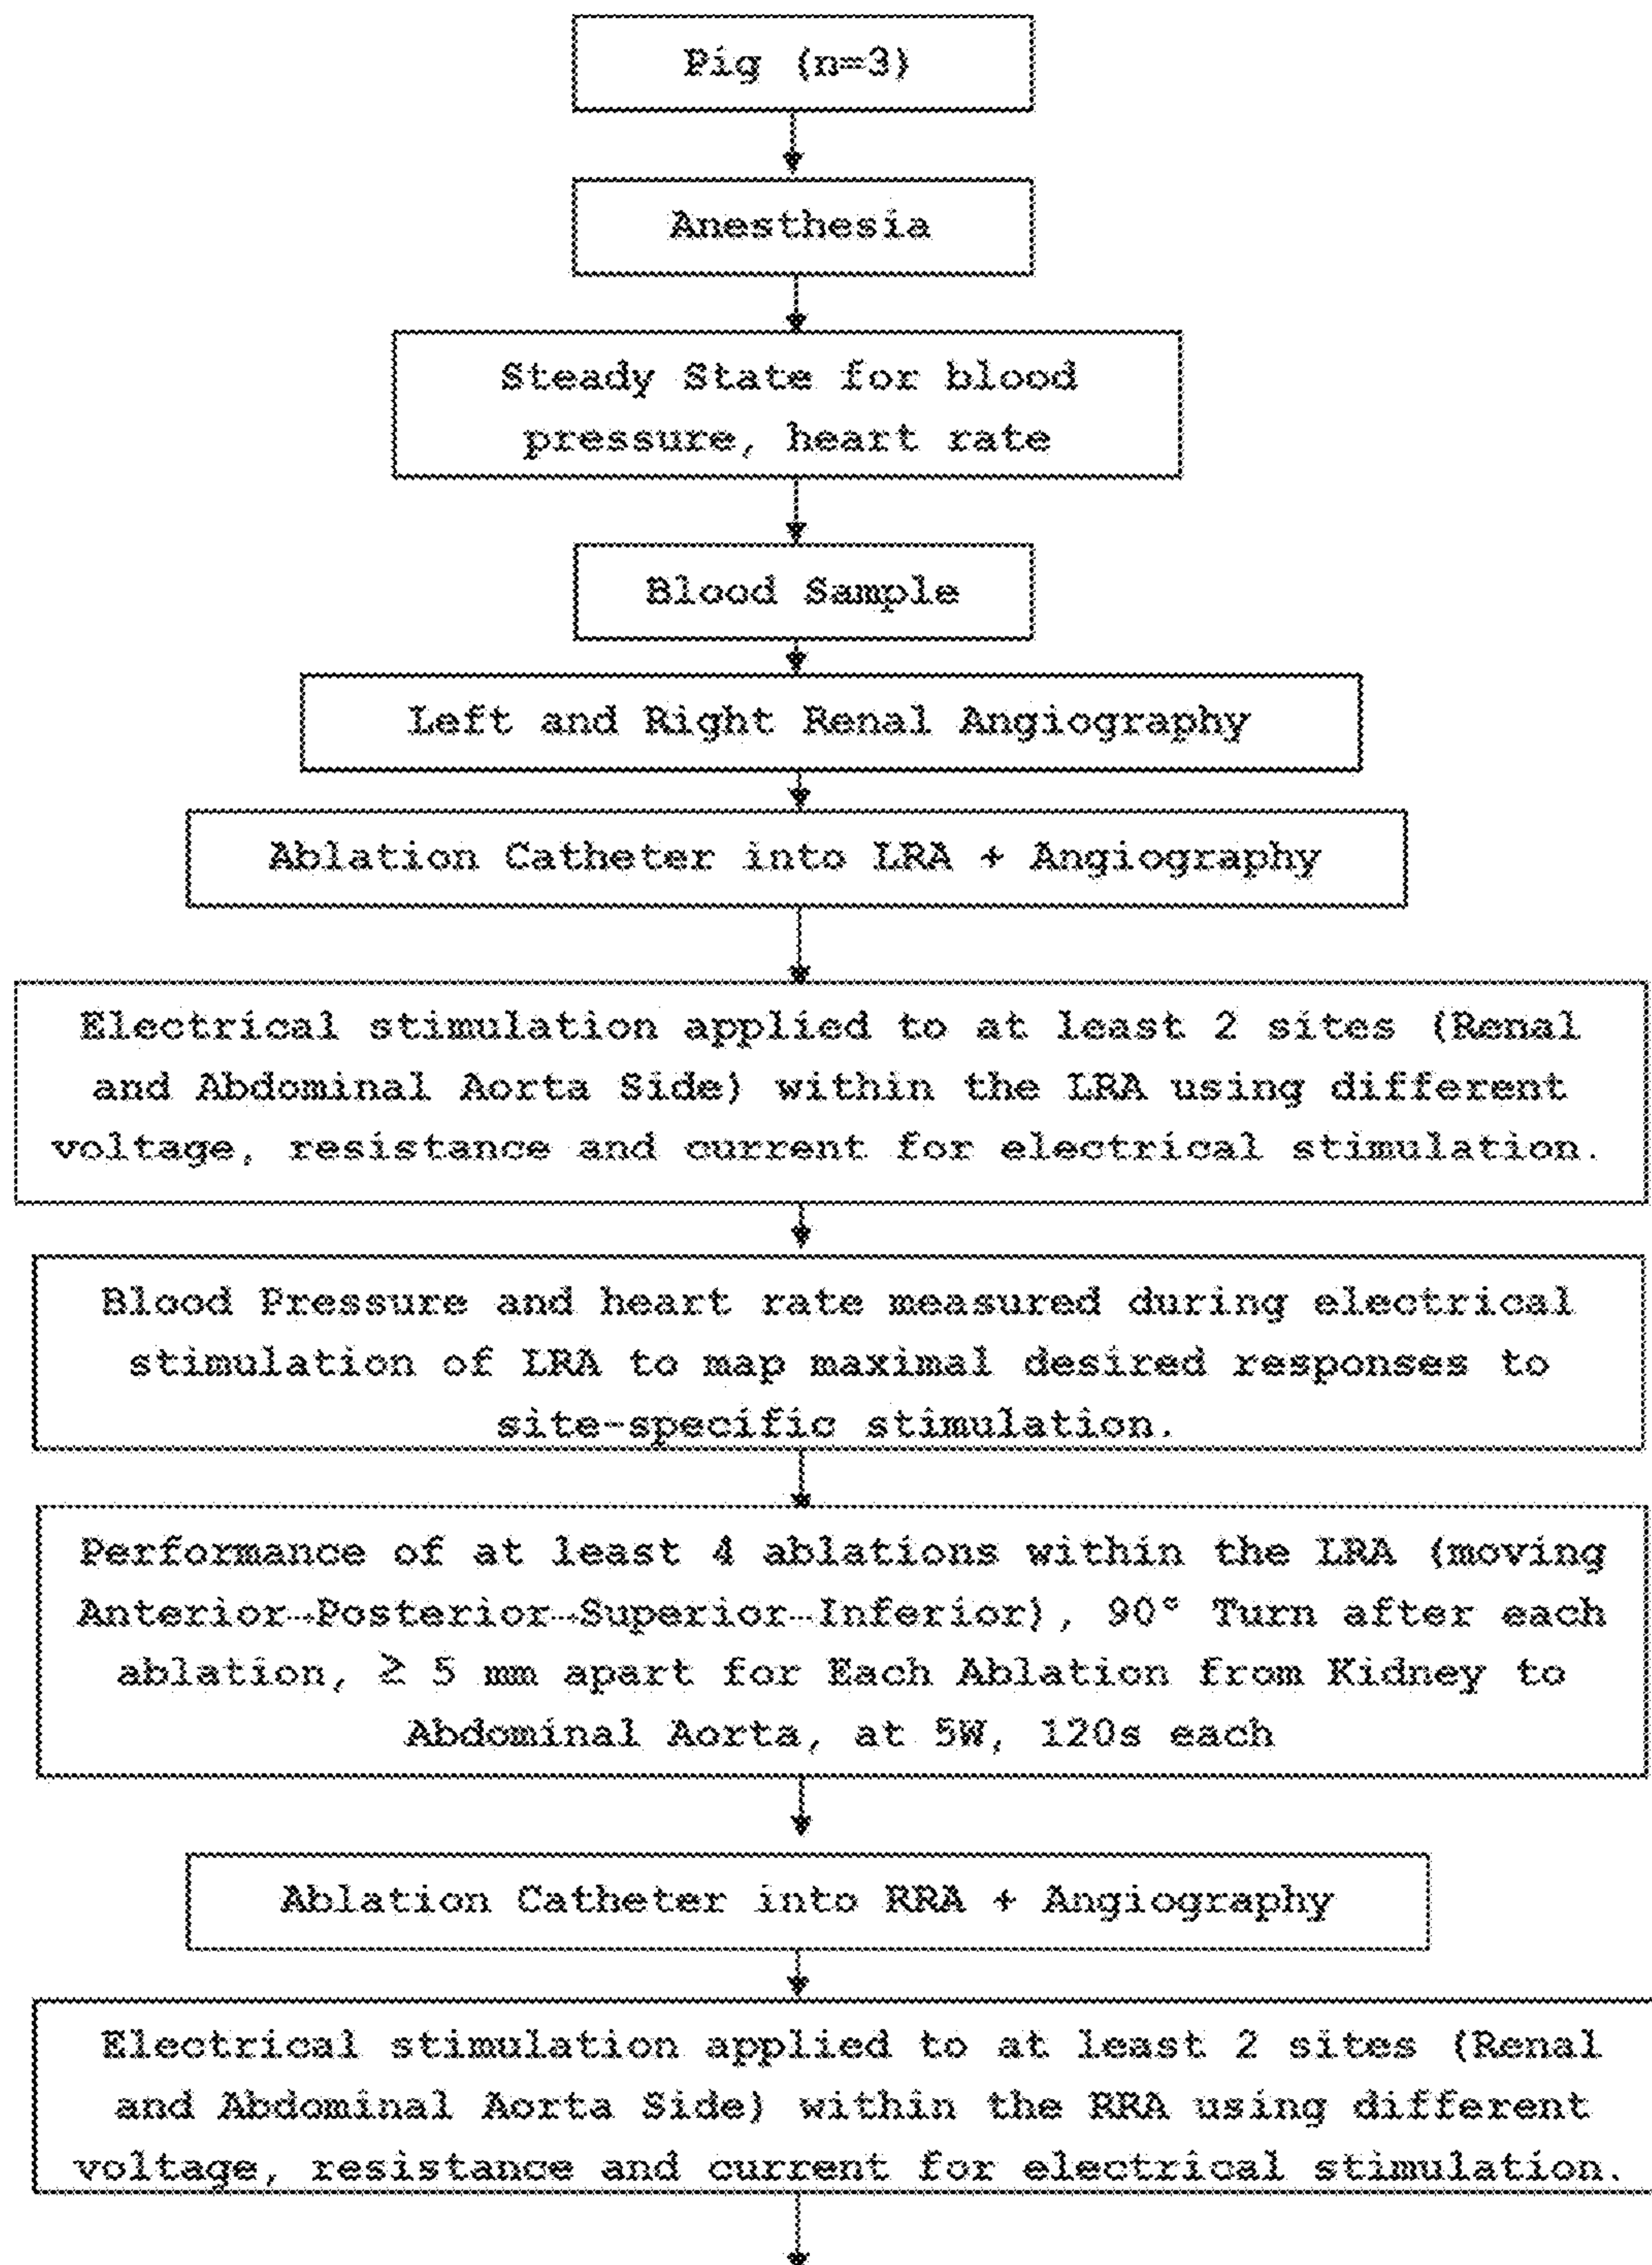 Pig (n=3)
Anesthesia
Steady State for blood
pressure, heart rate
Blood Sample
Left and Right Renal Angiography
Ablation Catheter into LRA + Angiography
Electrical stimulation applied to at least 2 sites (Renal
and Abdominal Aorta Side) within the LRA using different
voltage, resistance and current for electrical stimulation.
Blood Pressure and heart rate measured during electrical
stimulation of LRA to map maximal desired responses to
site-specific stimulation.
Performance of at least 4 ablations within the LRA (moving
Anterior→Posterior→Superior→Inferior), 90° Turn after each
ablation, ≥ 5 mm apart for Each Ablation from Kidney to
Abdominal Aorta, at 5W, 120s each
Ablation Catheter into RRA + Angiography
Electrical stimulation applied to at least 2 sites (Renal
and Abdominal Aorta Side) within the RRA using different
voltage, resistance and current for electrical stimulation.